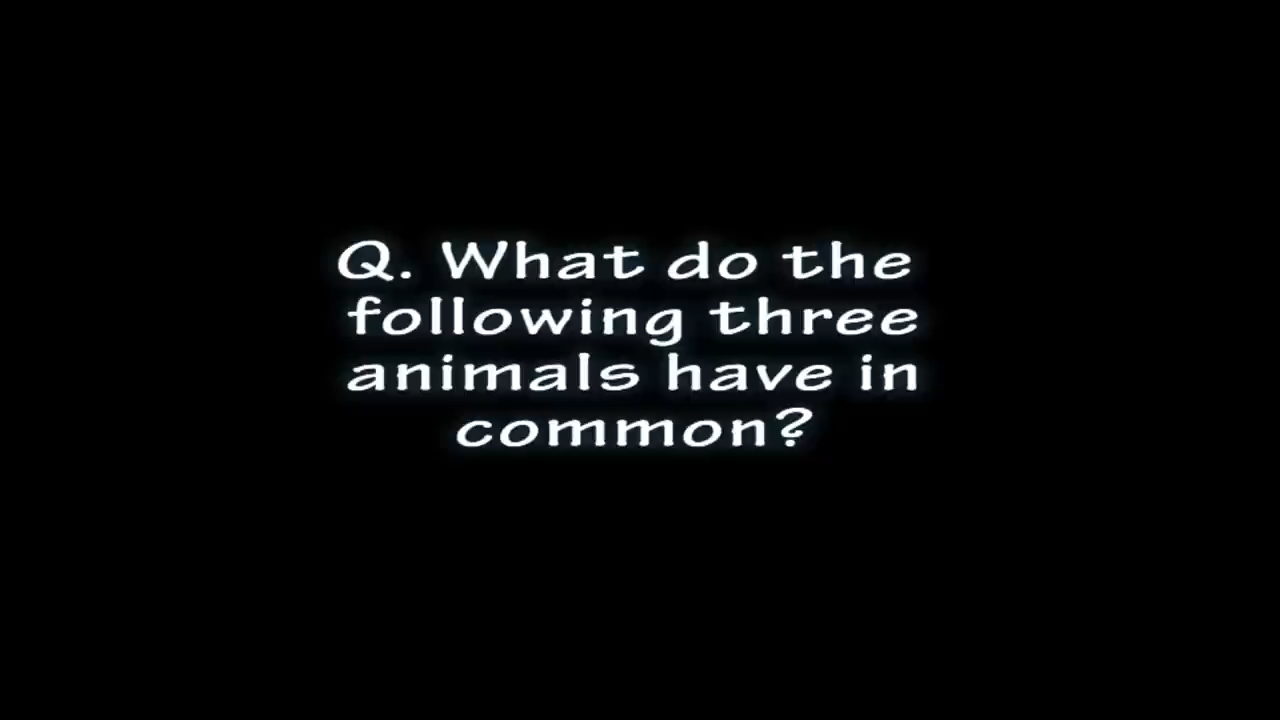 Q. What do the
following three
animals have in
common?